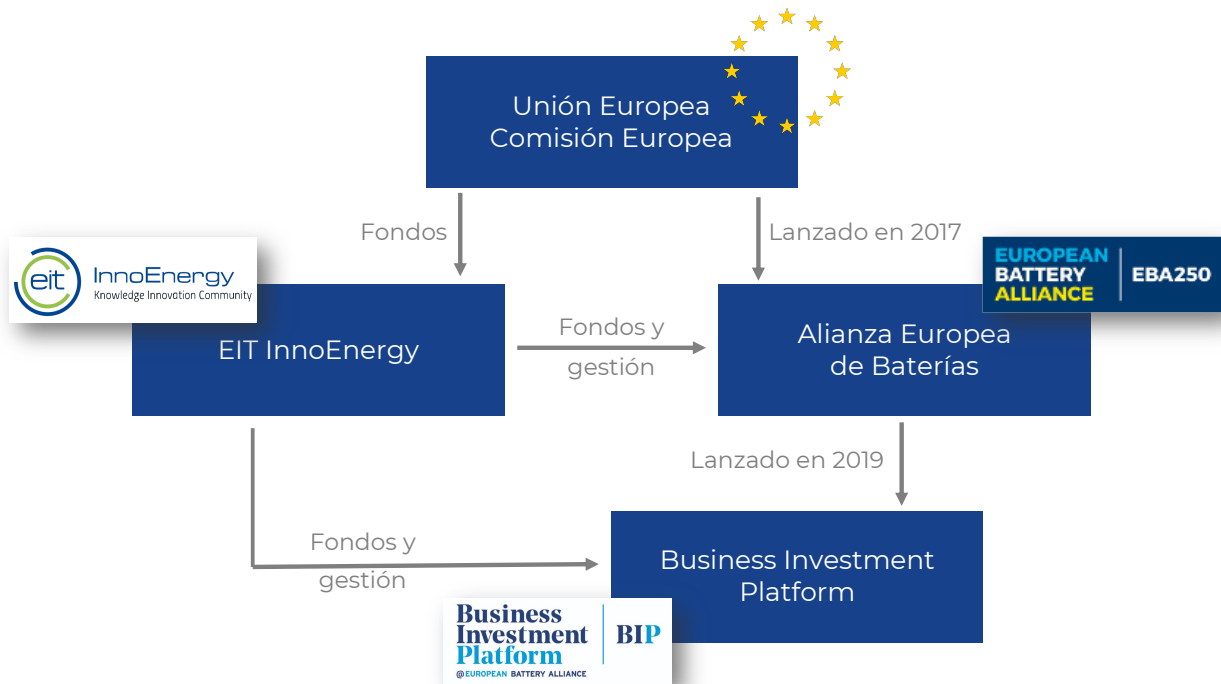 Unión Europea
Comisión Europea
Fondos
Lanzado en 2017
eit
InnoEnergy
Knowledge Innovation Community
EUROPEAN
BATTERY
ALLIANCE
EBA250
EIT InnoEnergy
Fondos y
gestión
Alianza Europea
de Baterías
Lanzado en 2019
Fondos y
gestión
Business Investment
Platform
Business
Investment
Platform
BIP
@EUROPEAN BATTERY ALLIANCE